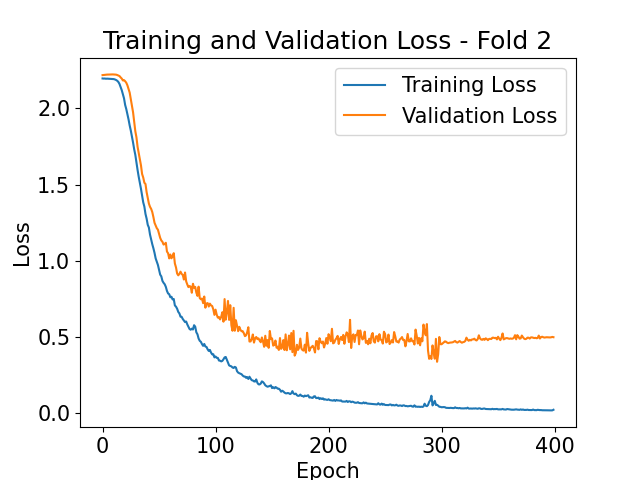 Training and Validation Loss - Fold 2
Training Loss
Validation Loss
Loss
2.0
1.5
1.0
0.5
0.0
0 100 200 300 400
Epoch